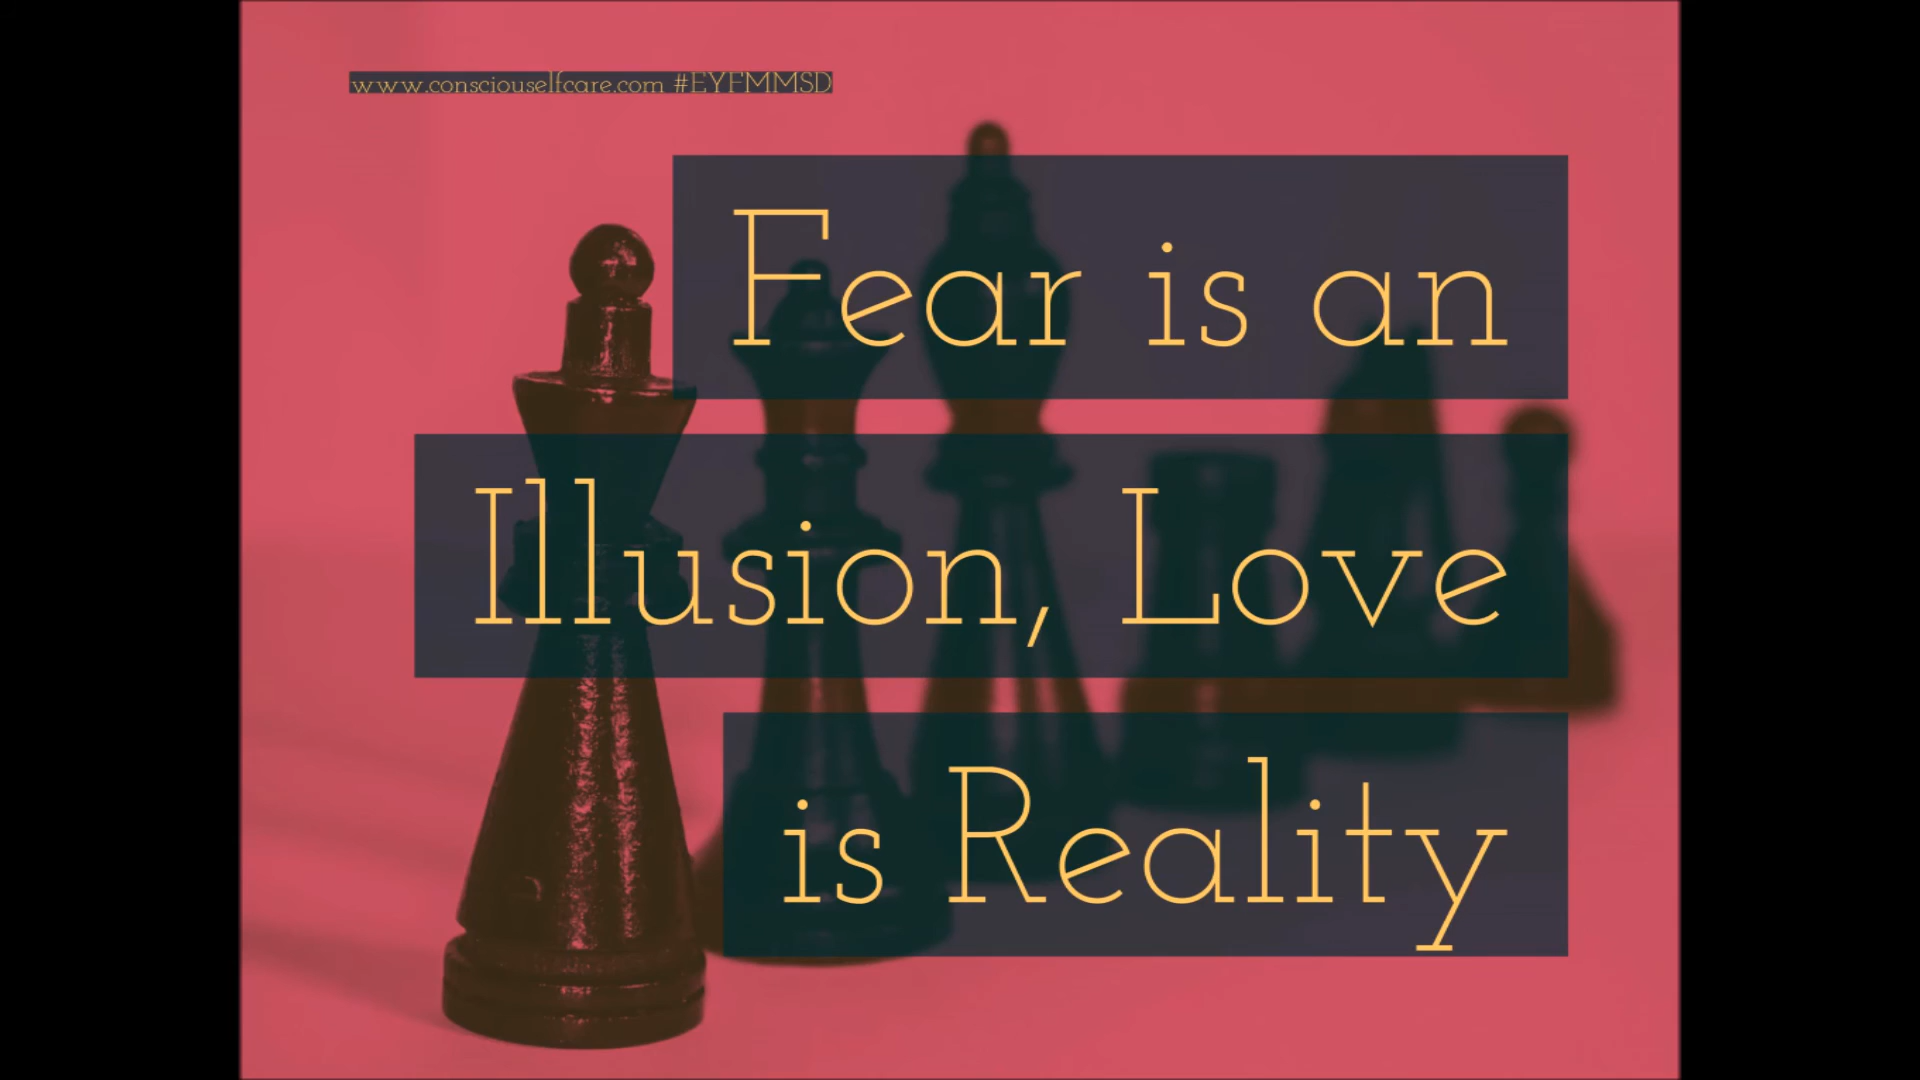 www.consciouselfcare.com #EYFMMSD
Fear is an
Illusion, Love
is Reality